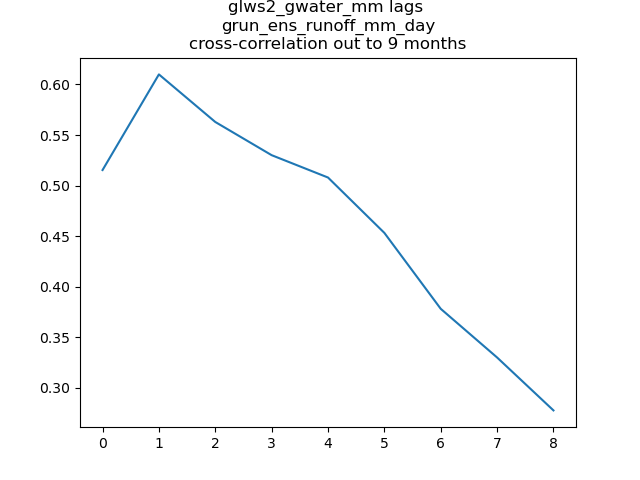 glws2_gwater_mm lags
grun_ens_runoff_mm_day
cross-correlation out to 9 months
0.60
0.55
0.50
0.45
0.40
0.35
0.30
0 1 2 3 4 5 6 7 8